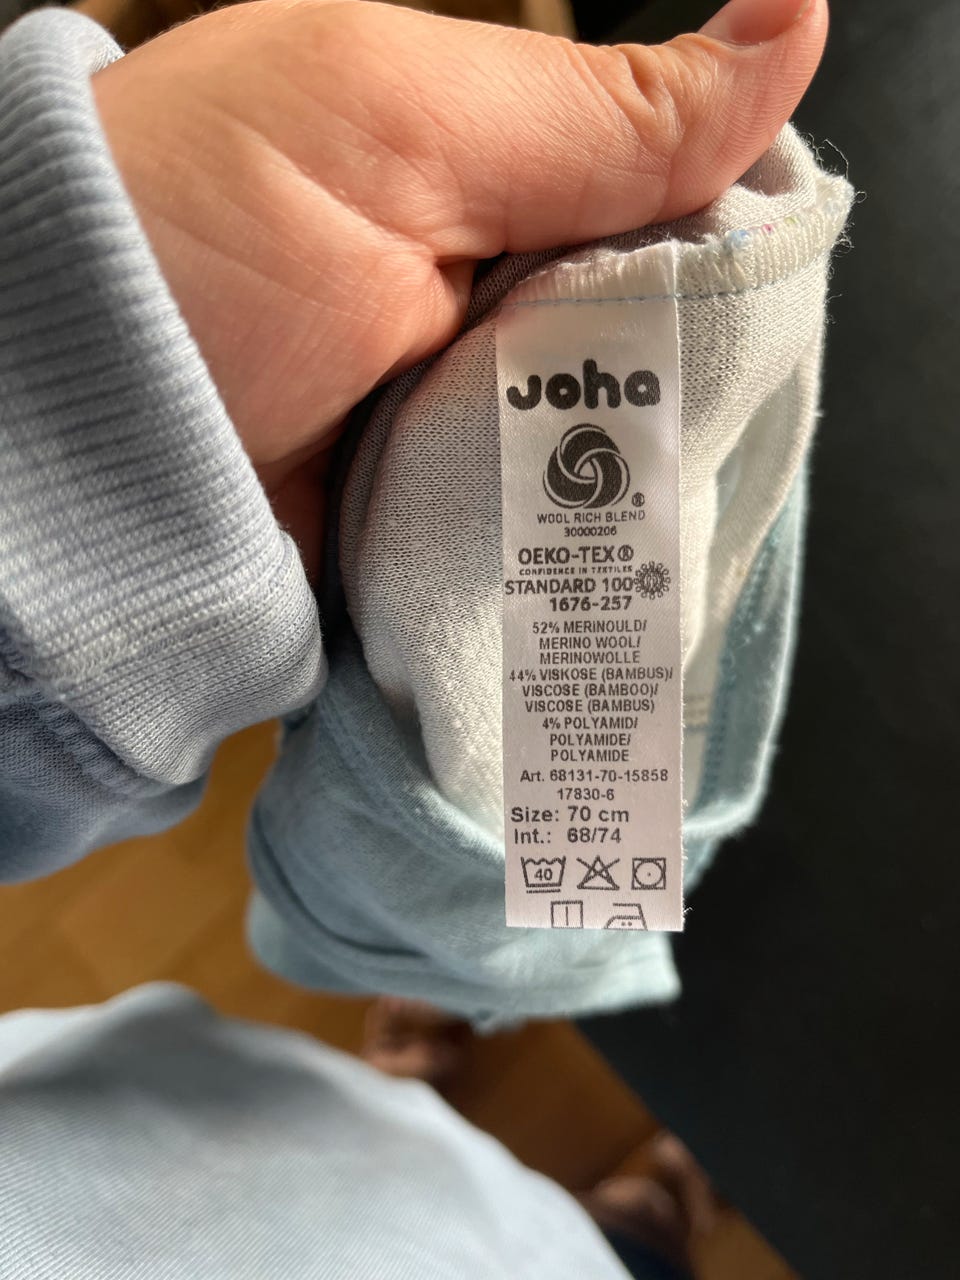 Joha
®
WOOL RICH BLEND
30000206
OEKO-TEX®
CONFIDENCE IN TEXTILES
STANDARD 100
1676-257
52% MERINOULD/
MERINO WOOL/
MERINOWOLLE
44% VISKOSE (BAMBUS)/
VISCOSE (BAMBOO)/
VISCOSE (BAMBUS)
4% POLYAMID/
POLYAMIDE/
POLYAMIDE
Art. 68131-70-15858
17830-6
Size: 70 cm
Int.: 68/74
40